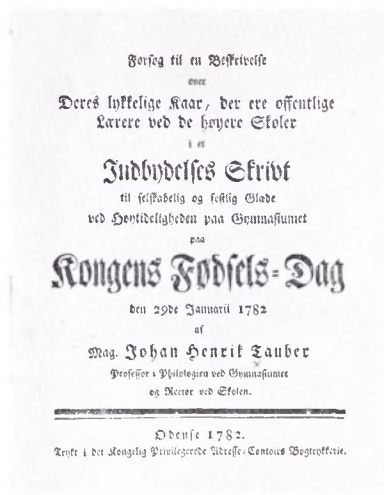 Forsøg til en Beskrivelse
over
Deres lykkelige Kaar, der ere offentlige
Lærere ved de høyere Skoler
i et
Indbydelses Skrivt
til selskabelig og festlig Glæde
ved Høytideligheden paa Gymnasiumet
paa
Kongens Fødsels-Dag
den 29de Januarii 1782
af
Mag. Johan Henrik Tauber
Professor i Philologien ved Gymnasiumet
og Rector ved Skolen.
Odense 1782.
Trykt i det Kongelig Privilegerede Adresse-Contoirs Bogtrykkerie.